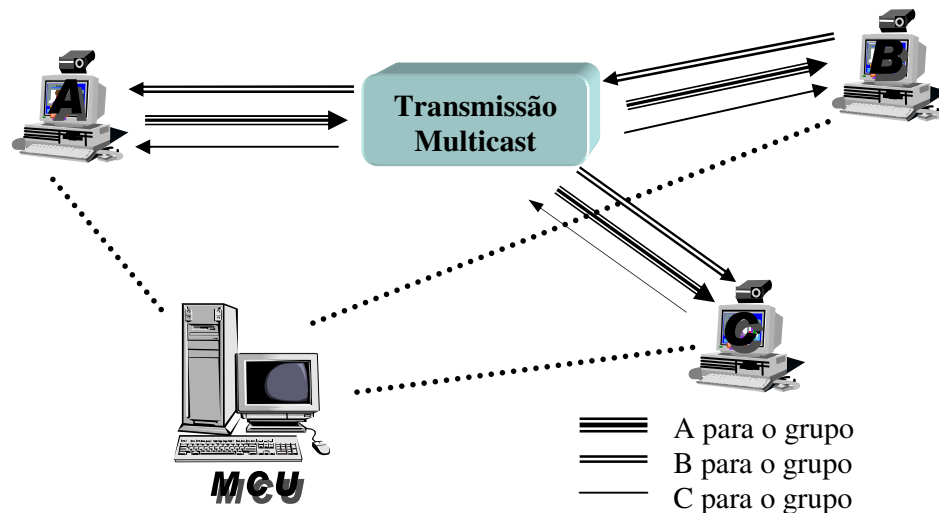 A
B
Transmissão
Multicast
C
MCU
A para o grupo
B para o grupo
C para o grupo